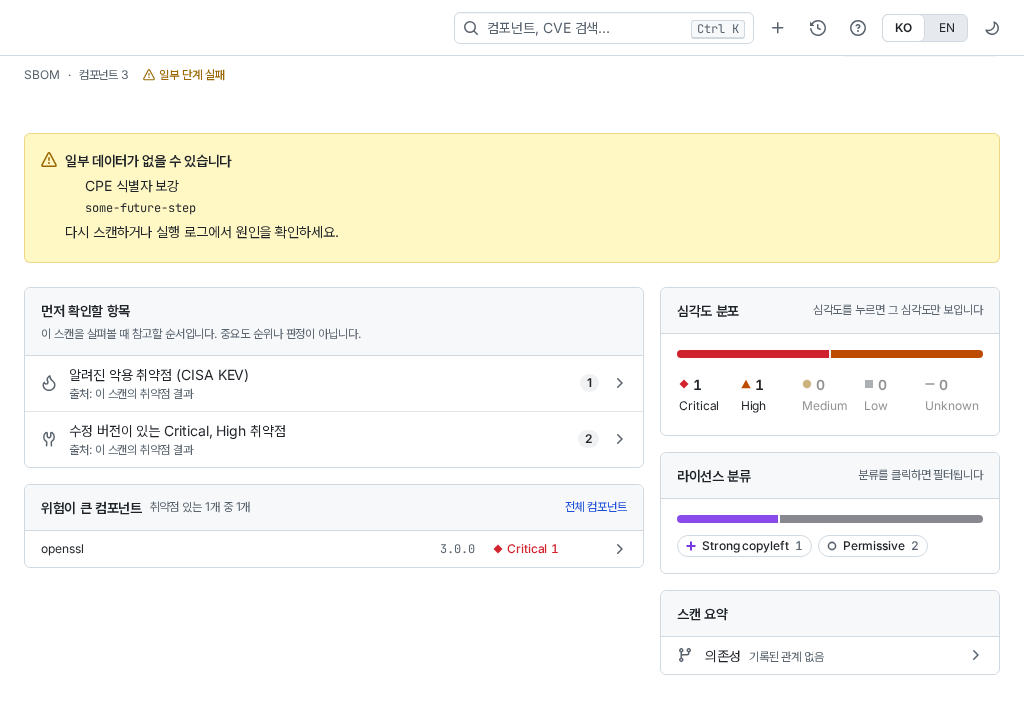 컴포넌트, CVE 검색... Ctrl K
KO EN
SBOM · 컴포넌트 3 일부 단계 실패
일부 데이터가 없을 수 있습니다
CPE 식별자 보강
some-future-step
다시 스캔하거나 실행 로그에서 원인을 확인하세요.
먼저 확인할 항목
이 스캔을 살펴볼 때 참고할 순서입니다. 중요도 순위나 판정이 아닙니다.
알려진 악용 취약점 (CISA KEV) 1
출처: 이 스캔의 취약점 결과
수정 버전이 있는 Critical, High 취약점 2
출처: 이 스캔의 취약점 결과
위험이 큰 컴포넌트 취약점 있는 1개 중 1개 전체 컴포넌트
openssl 3.0.0 Critical 1
심각도 분포 심각도를 누르면 그 심각도만 보입니다
1 1 0 0 0
Critical High Medium Low Unknown
라이선스 분류 분류를 클릭하면 필터됩니다
Strong copyleft 1 Permissive 2
스캔 요약
의존성 기록된 관계 없음